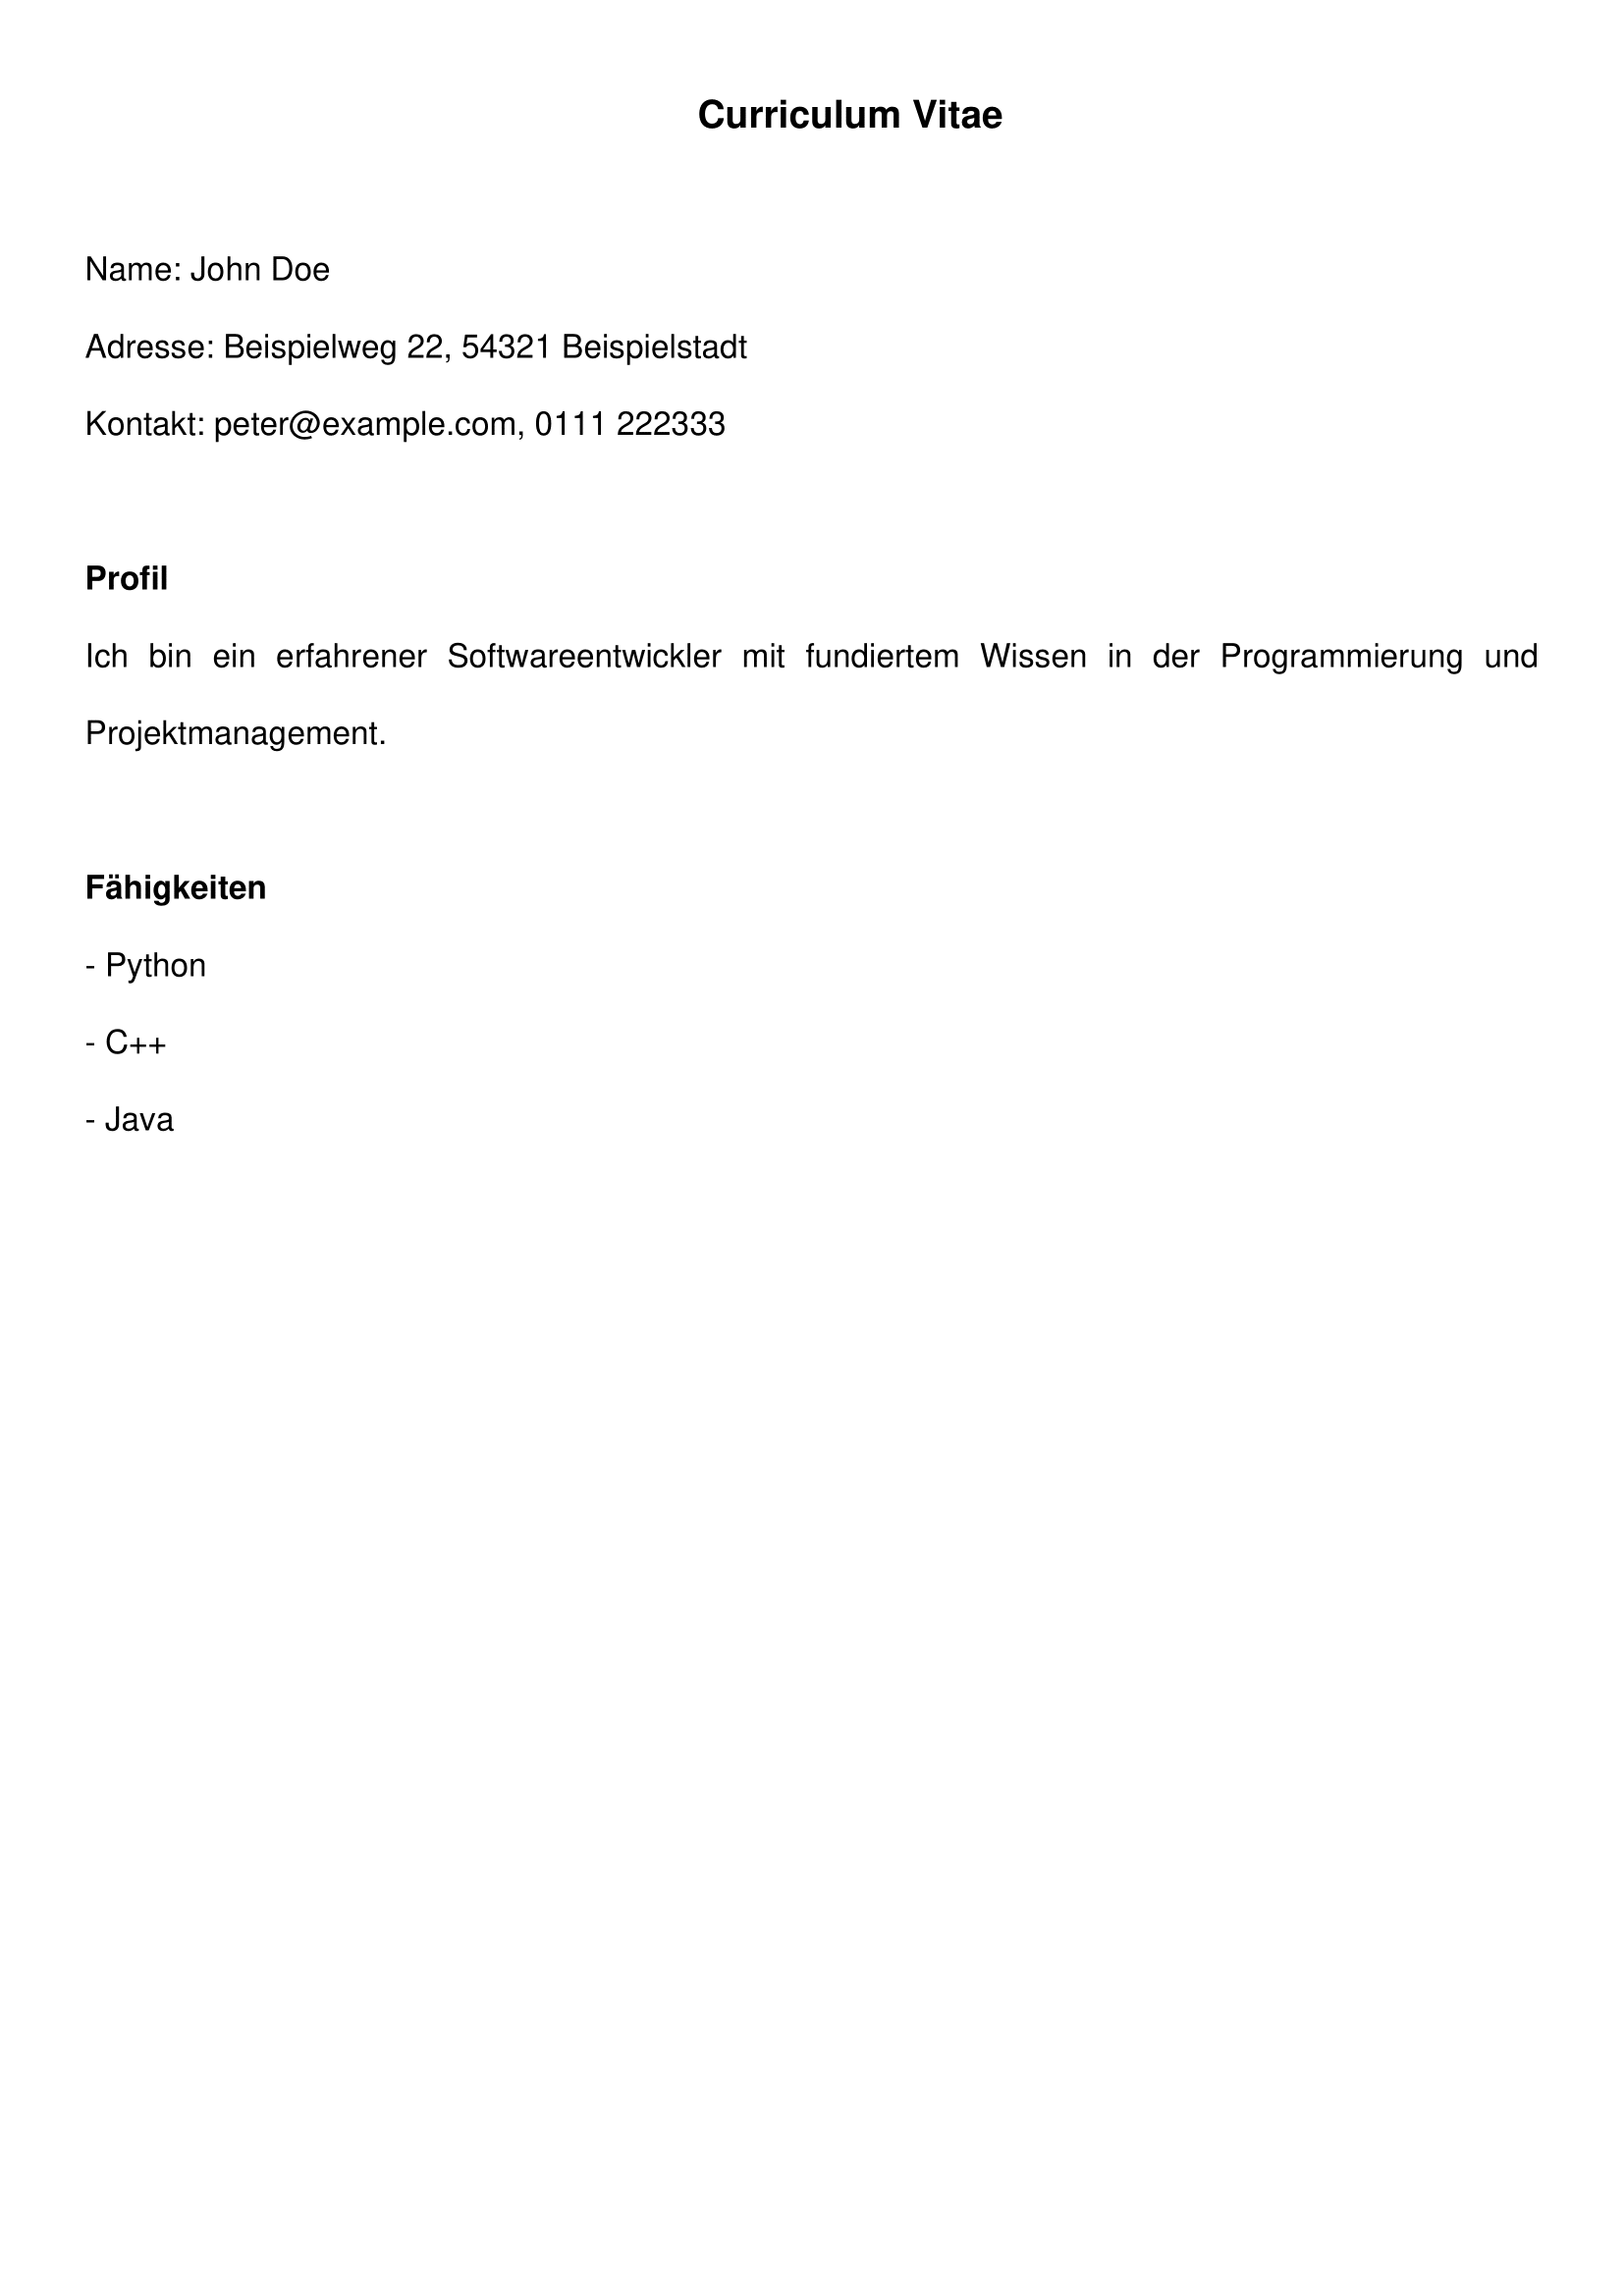 Curriculum Vitae
Name: John Doe
Adresse: Beispielweg 22, 54321 Beispielstadt
Kontakt: peter@example.com, 0111 222333
Profil
Ich bin ein erfahrener Softwareentwickler mit fundiertem Wissen in der Programmierung und
Projektmanagement.
Fähigkeiten
- Python
- C++
- Java